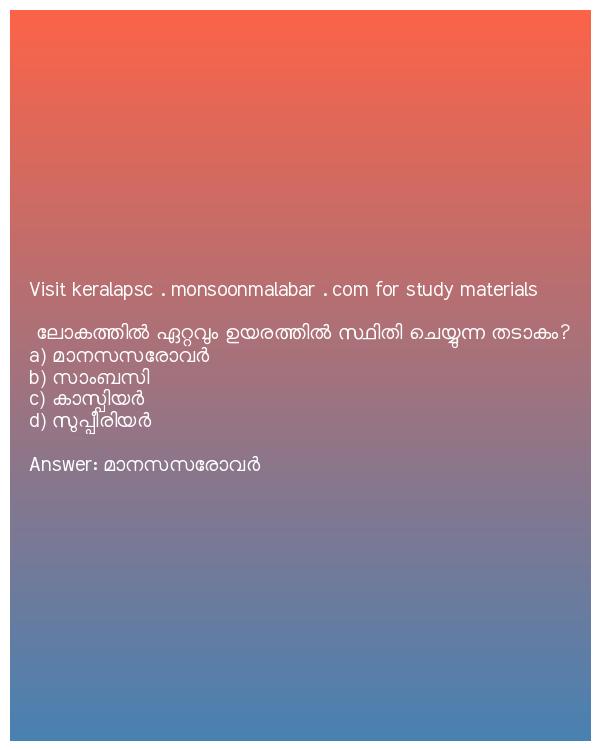 Visit keralapsc . monsoonmalabar . com for study materials
ലോകത്തിൽ ഏറ്റവും ഉയരത്തിൽ സ്ഥിതി ചെയ്യുന്ന തടാകം?
a) മാനസസരോവർ
b) സാംബസി
c) കാസ്പിയർ
d) സുപ്പീരിയർ
Answer: മാനസസരോവർ